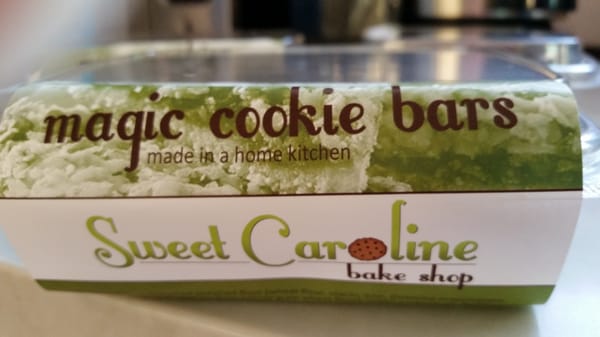 magic cookie bars
made in a home kitchen
Sweet Caroline
bake shop